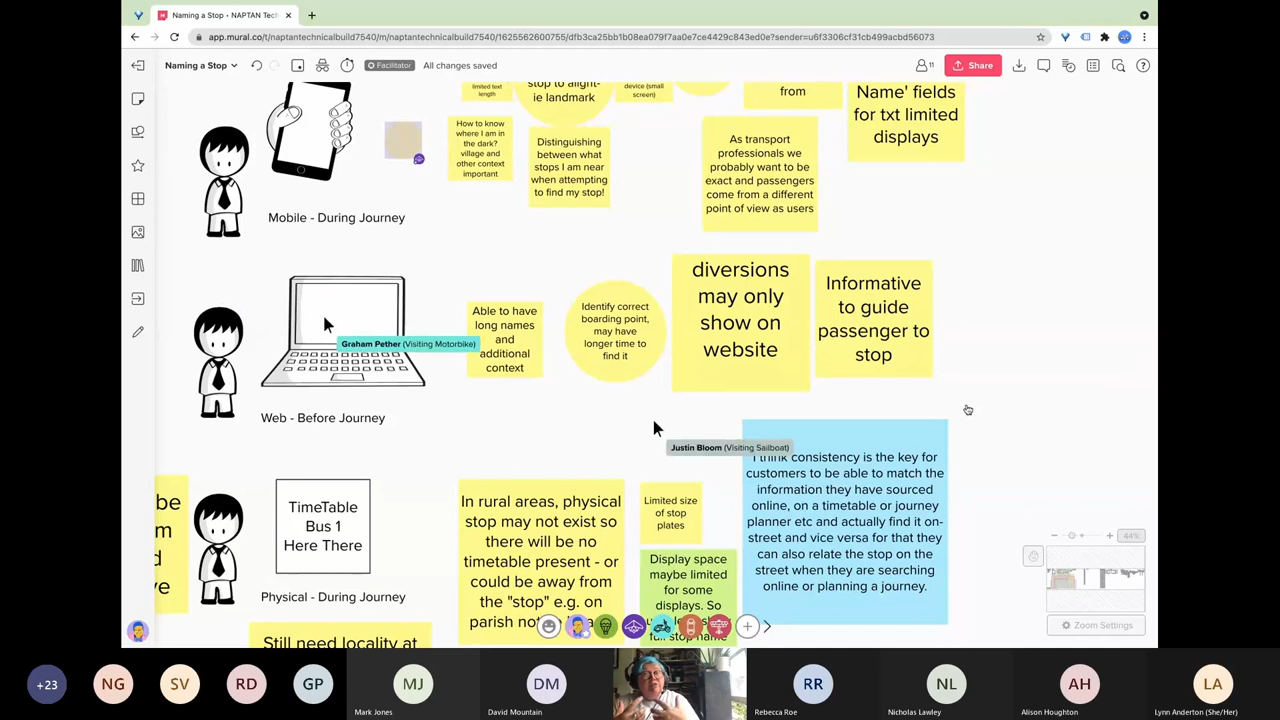 Naming a Stop • NAPTAN Tech
app.mural.co/t/naptantechnicalbuild7540/m/naptantechnicalbuild7540/1625562600755/dfb3ca25bb1b08ea079f7aa0e7ce4429c843ed0e?sender=u6f3306cf31cb499acbd56073
Naming a Stop
Facilitator
All changes saved
11
Share
limited text
length
stop to alight-
ie landmark
device (small
screen)
from
Name' fields
for txt limited
displays
How to know
where I am in
the dark?
village and
other context
important
Distinguishing
between what
stops I am near
when attempting
to find my stop!
As transport
professionals we
probably want to be
exact and passengers
come from a different
point of view as users
Mobile - During Journey
Able to have
long names
and
additional
context
Identify correct
boarding point,
may have
longer time to
find it
diversions
may only
show on
website
Informative
to guide
passenger to
stop
Graham Pether (Visiting Motorbike)
Web - Before Journey
Justin Bloom (Visiting Sailboat)
I think consistency is the key for
customers to be able to match the
information they have sourced
online, on a timetable or journey
planner etc and actually find it on-
street and vice versa for that they
can also relate the stop on the
street when they are searching
online or planning a journey.
be
TimeTable
Bus 1
Here There
Physical - During Journey
In rural areas, physical
stop may not exist so
there will be no
timetable present - or
could be away from
the "stop" e.g. on
parish
Limited size
of stop
plates
Display space
maybe limited
for some
displays. So
full stop name
Still need locality at
44%
Zoom Settings
+23
NG
SV
RD
GP
MJ
Mark Jones
DM
David Mountain
RR
Rebecca Roe
NL
Nicholas Lawley
AH
Alison Houghton
LA
Lynn Anderton (She/Her)